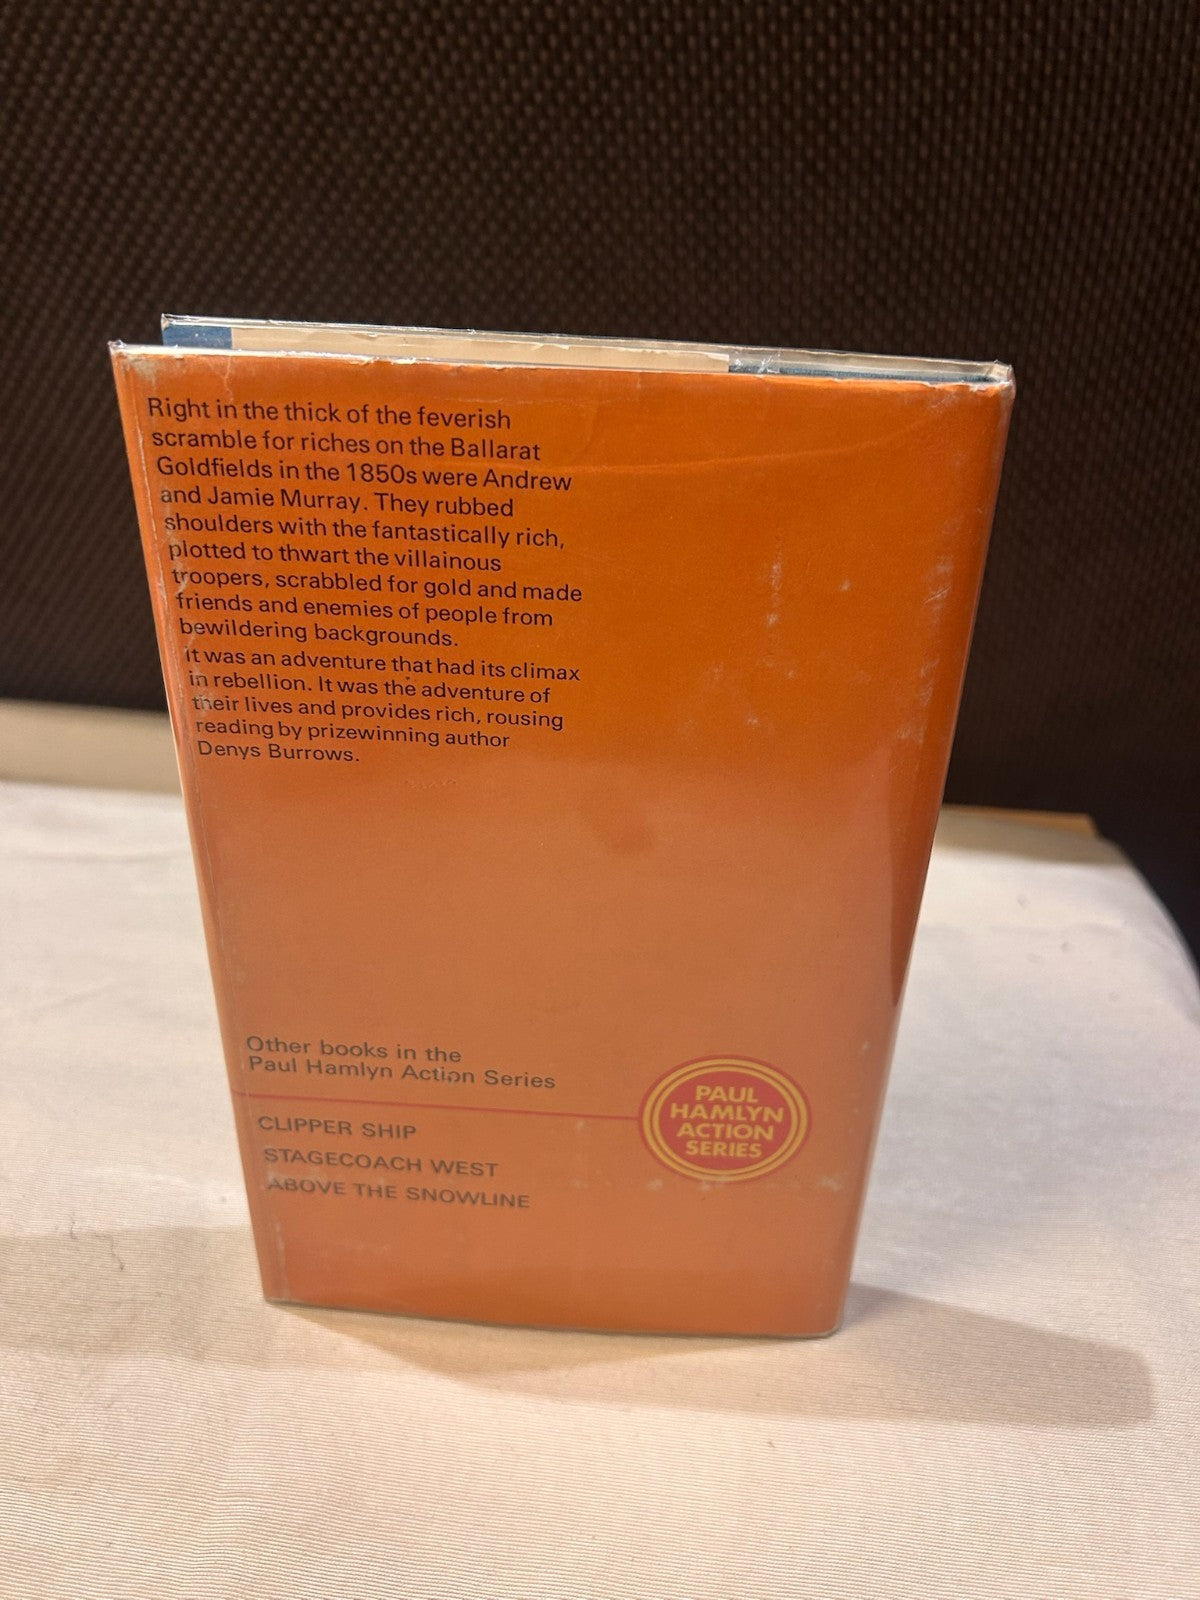 Right in the thick of the feverish
scramble for riches on the Ballarat
Goldfields in the 1850s were Andrew
and Jamie Murray. They rubbed
shoulders with the fantastically rich,
plotted to thwart the villainous
troopers, scrabbled for gold and made
friends and enemies of people from
bewildering backgrounds.
It was an adventure that had its climax
in rebellion. It was the adventure of
their lives and provides rich, rousing
reading by prizewinning author
Denys Burrows.
Other books in the
Paul Hamlyn Action Series
CLIPPER SHIP
STAGECOACH WEST
ABOVE THE SNOWLINE
PAUL
HAMLYN
ACTION
SERIES